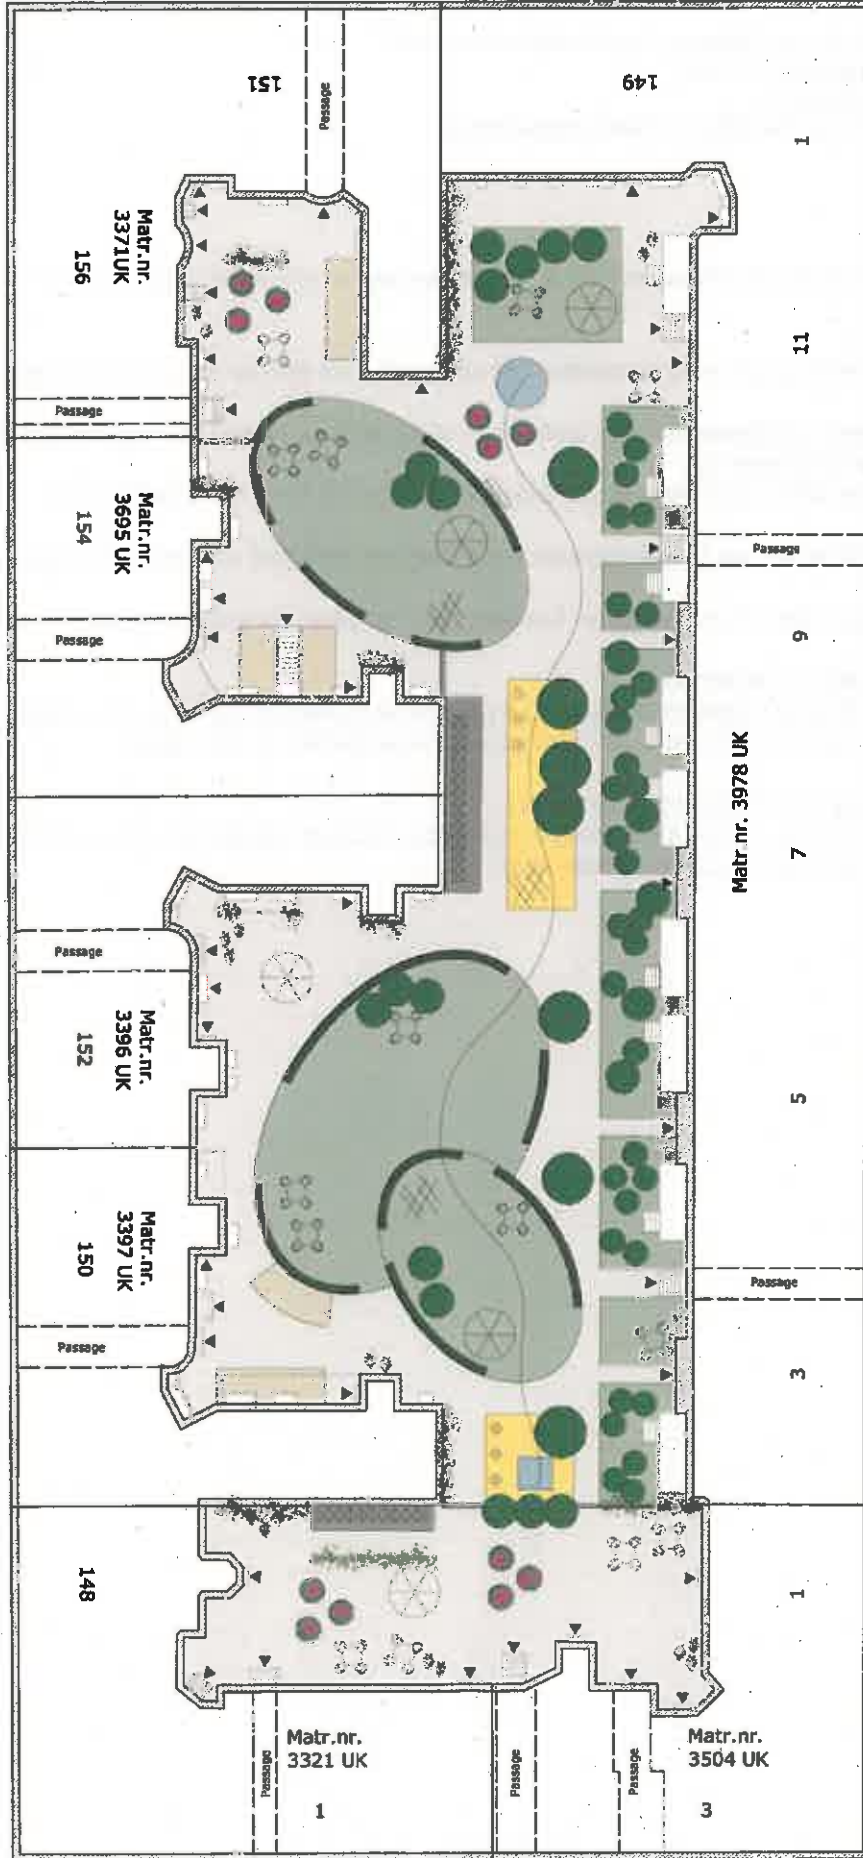 151
149
1
Passage
Matr.nr.
3371UK
156
11
Passage
Matr.nr.
3695 UK
154
Passage
9
Passage
Matr.nr. 3978 UK
7
Passage
Matr.nr.
3396 UK
152
5
Matr.nr.
3397 UK
150
Passage
Passage
3
148
1
Matr.nr.
3321 UK
Passage
1
Passage
Passage
Matr.nr.
3504 UK
3